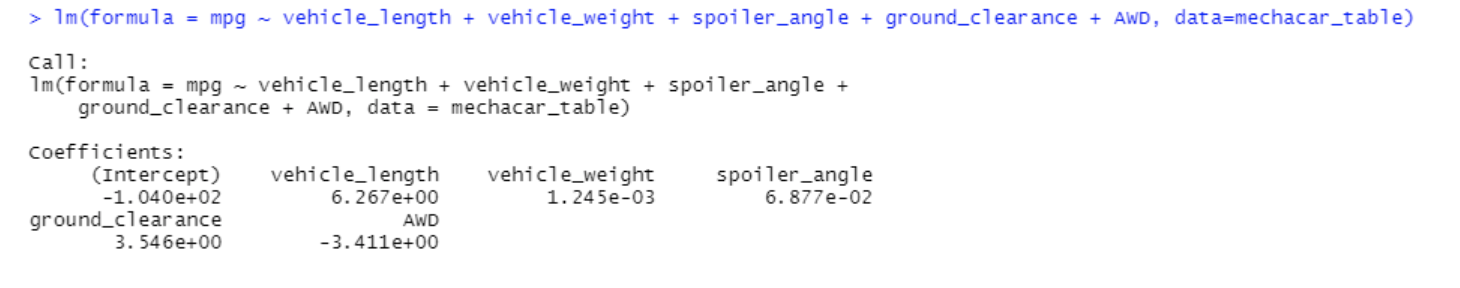 > lm(formula = mpg ~ vehicle_length + vehicle_weight + spoiler_angle + ground_clearance + AWD, data=mechacar_table)
Call:
lm(formula = mpg ~ vehicle_length + vehicle_weight + spoiler_angle +
    ground_clearance + AWD, data = mechacar_table)
Coefficients:
     (Intercept)    vehicle_length    vehicle_weight     spoiler_angle
      -1.040e+02         6.267e+00         1.245e-03         6.877e-02
ground_clearance               AWD
       3.546e+00        -3.411e+00